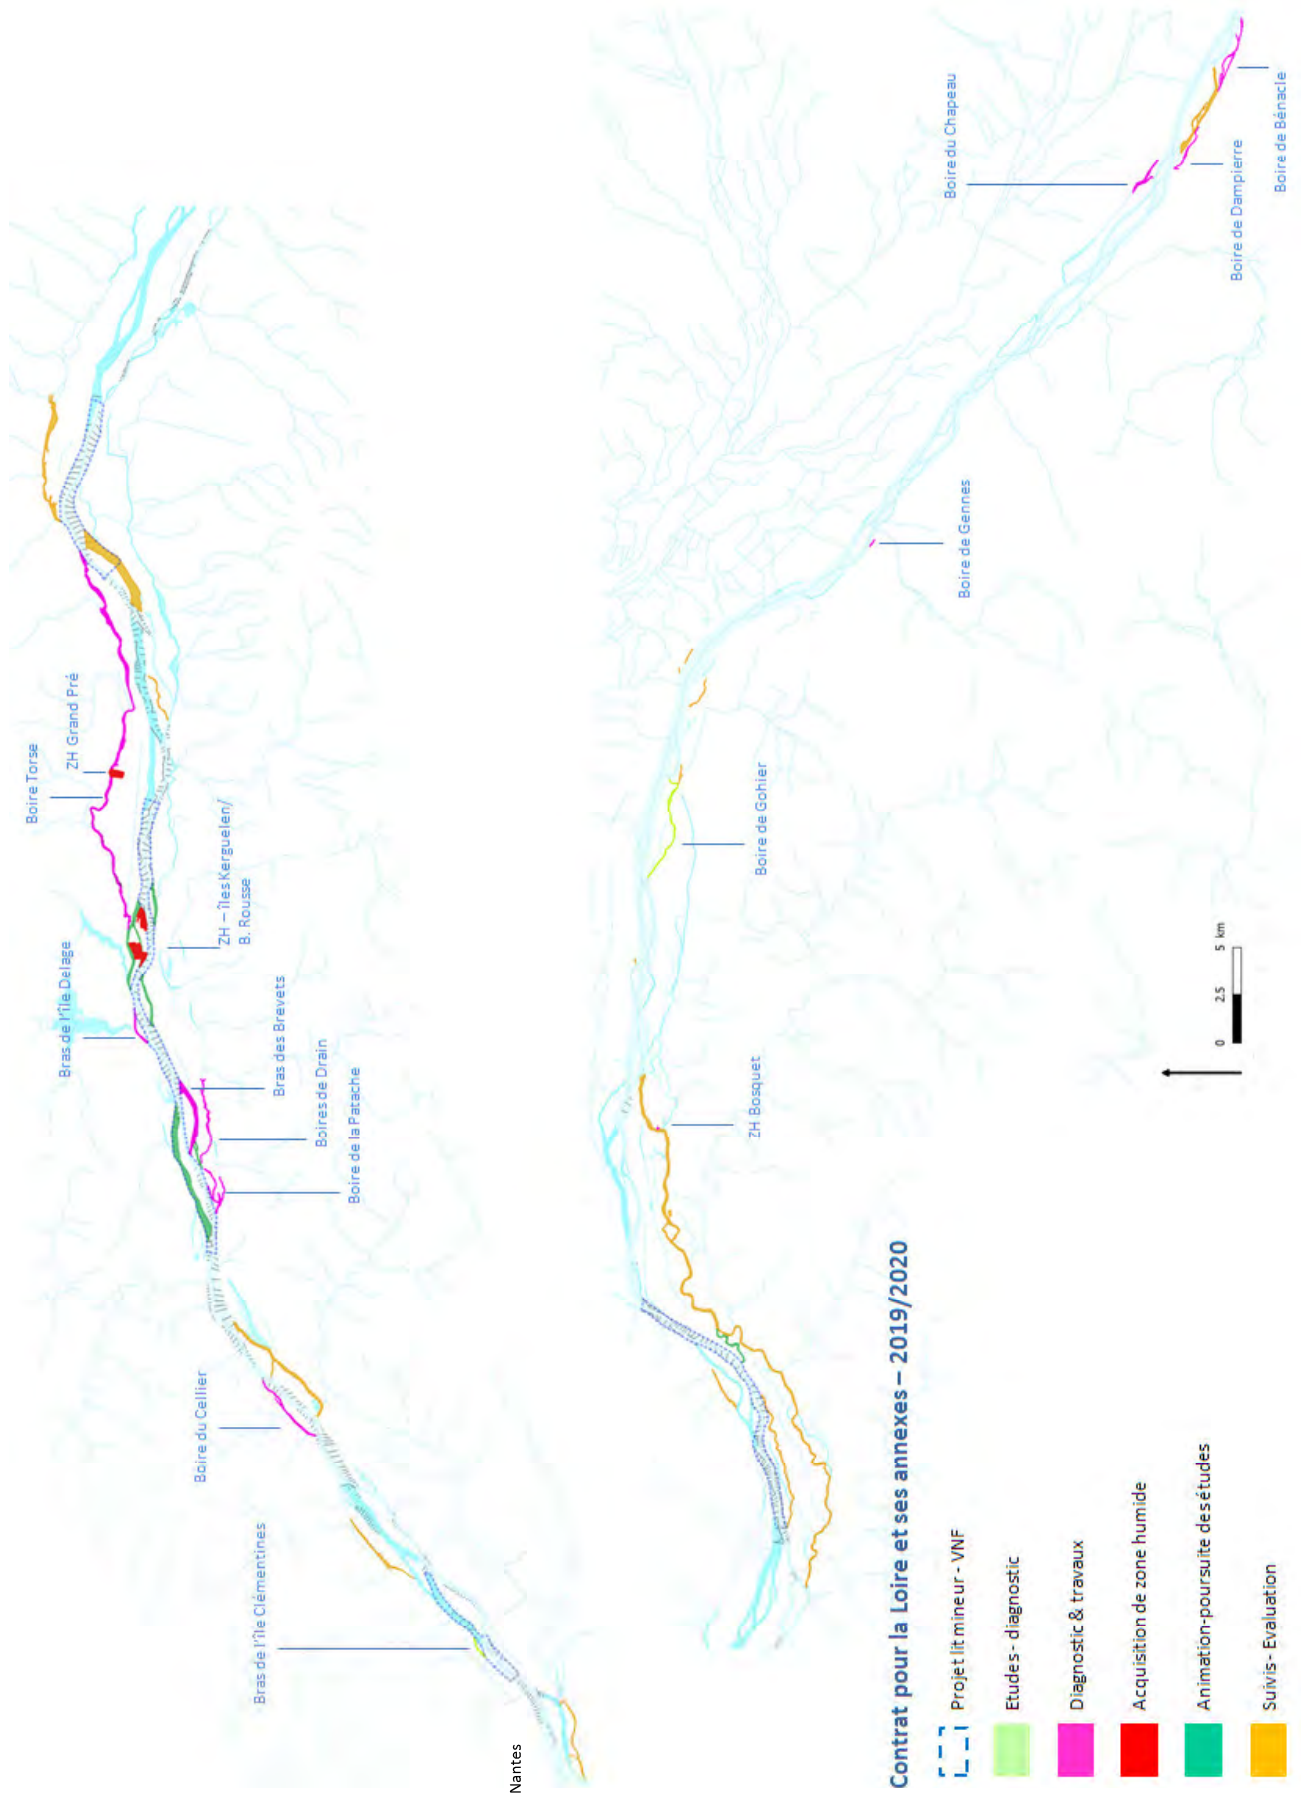 Boire Torse
ZH Grand Pré
Bras de l'île Delage
ZH – îles Kerguelen/
B. Rousse
Bras des Brevets
Boires de Drain
Boire de la Patache
Boire du Cellier
Bras de l'île Clémentines
Nantes
Boire du Chapeau
Boire de Bénacle
Boire de Dampierre
Boire de Gennes
Boire de Gohier
ZH Bosquet
0 2.5 5 km
Contrat pour la Loire et ses annexes – 2019/2020
Projet lit mineur - VNF
Etudes - diagnostic
Diagnostic & travaux
Acquisition de zone humide
Animation-poursuite des études
Suivis - Evaluation